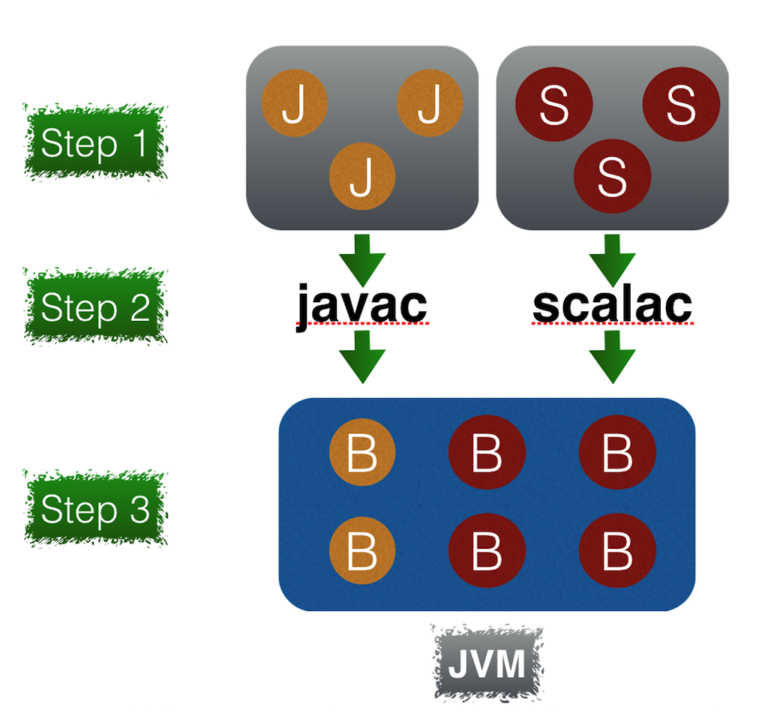 Step 1
J J
J
S S
S
Step 2
javac
scalac
Step 3
B B B
B B B
JVM